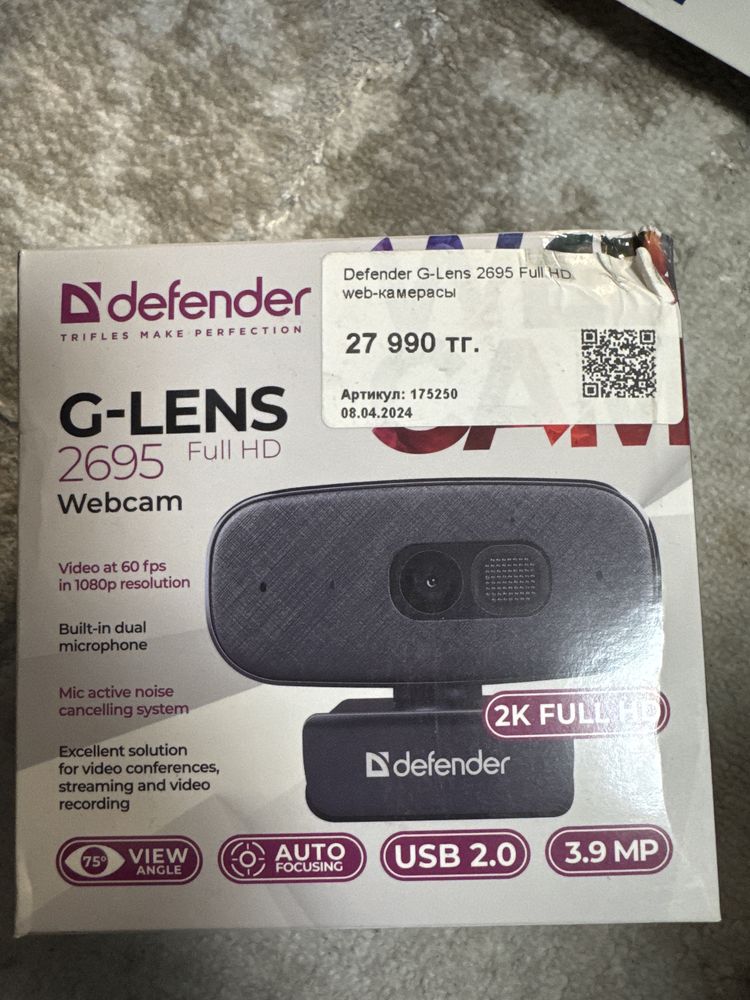 defender
TRIFLES MAKE PERFECTION
Defender G-Lens 2695 Full HD
web-камерасы
27 990 тг.
Артикул: 175250
08.04.2024
G-LENS
2695 Full HD
Webcam
Video at 60 fps
in 1080p resolution
Built-in dual
microphone
Mic active noise
cancelling system
Excellent solution
for video conferences,
streaming and video
recording
2K FULL HD
defender
75° VIEW
ANGLE
AUTO
FOCUSING
USB 2.0
3.9 MP